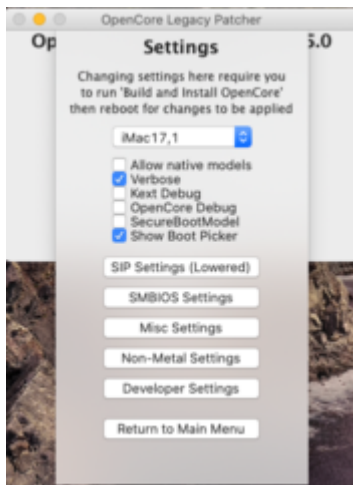 OpenCore Legacy Patcher
Op
5.0
Settings
Changing settings here require you
to run 'Build and Install OpenCore'
then reboot for changes to be applied
iMac17,1
Allow native models
Verbose
Kext Debug
OpenCore Debug
SecureBootModel
Show Boot Picker
SIP Settings (Lowered)
SMBIOS Settings
Misc Settings
Non-Metal Settings
Developer Settings
Return to Main Menu